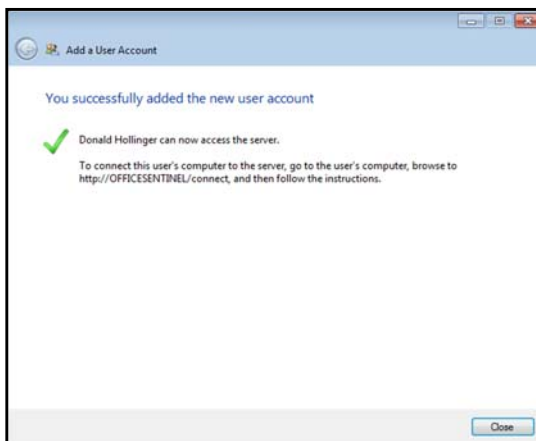 Add a User Account
You successfully added the new user account
Donald Hollinger can now access the server.
To connect this user's computer to the server, go to the user's computer, browse to
http://OFFICESENTINEL/connect, and then follow the instructions.
Close